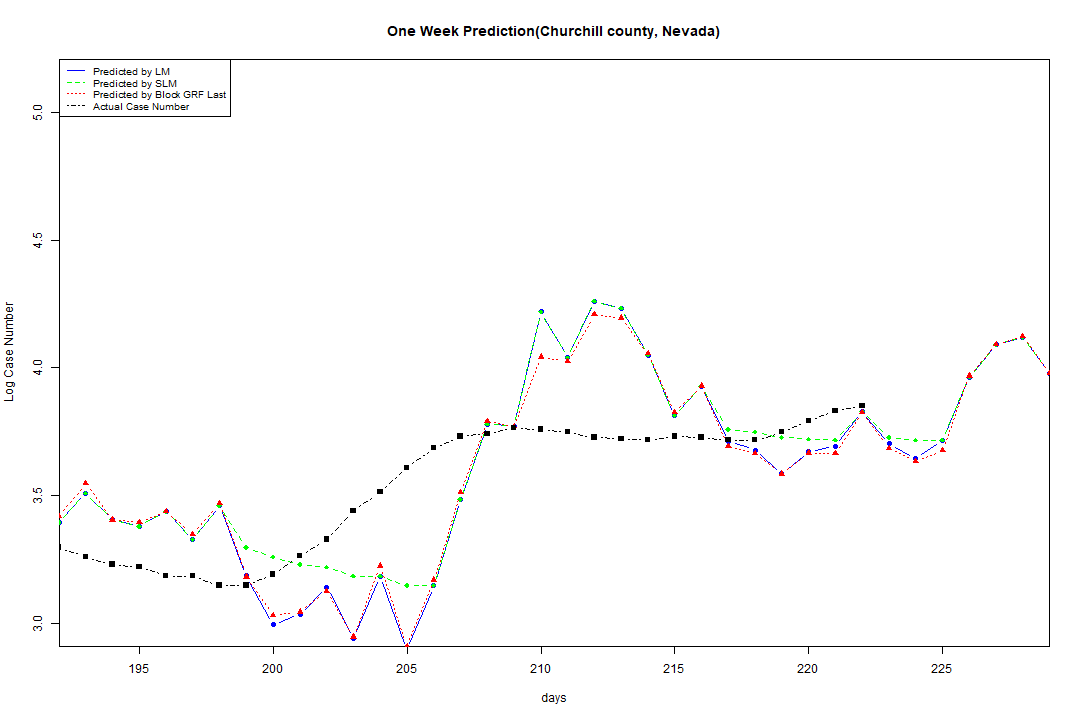 One Week Prediction(Churchill county, Nevada)
Predicted by LM
Predicted by SLM
Predicted by Block GRF Last
Actual Case Number
5.0
4.5
4.0
3.5
3.0
Log Case Number
195 200 205 210 215 220 225
days